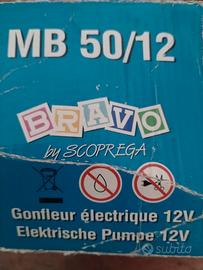 MB 50/12
BRAVO
by SCOPREGA
Gonfleur électrique 12V
Elektrische Pumpe 12V
subito